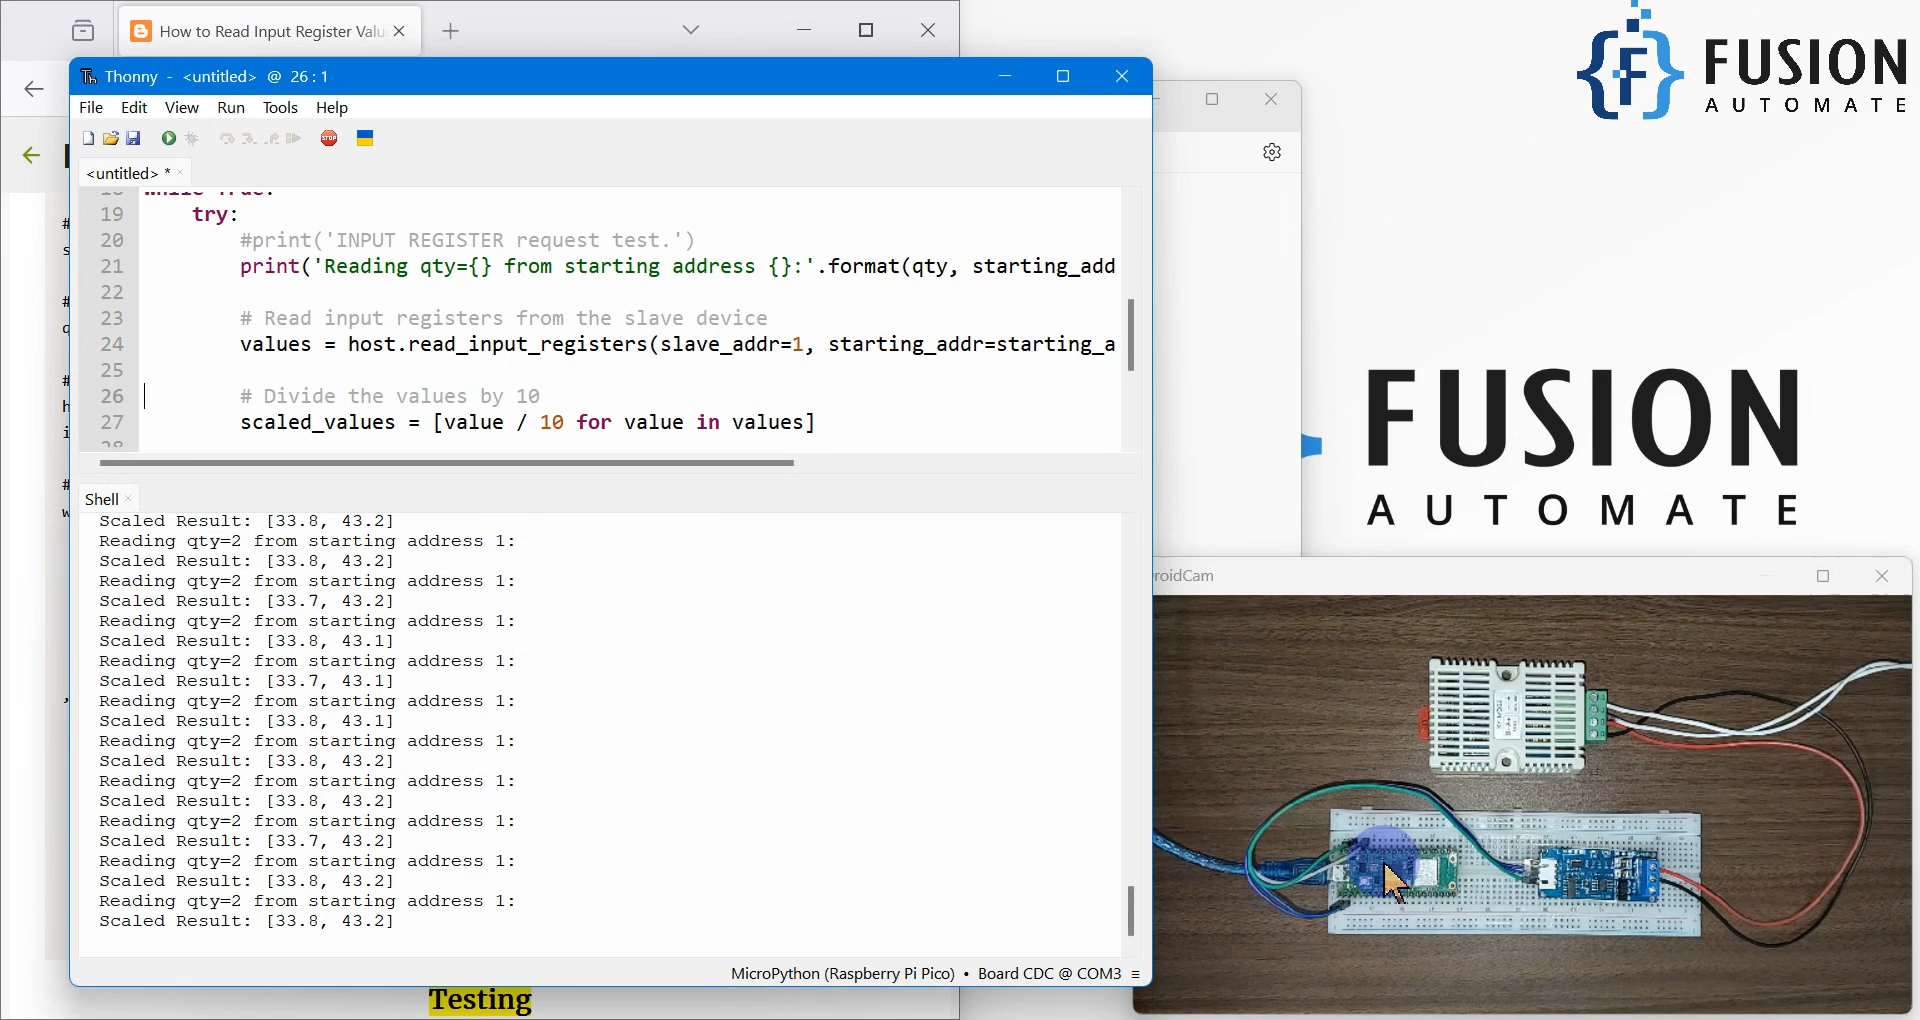 How to Read Input Register Valu
FUSION
AUTOMATE
Thonny - <untitled> @ 26 : 1
File Edit View Run Tools Help
<untitled> *
18 while True:
19 try:
20 #print('INPUT REGISTER request test.')
21 print('Reading qty={} from starting address {}:'.format(qty, starting_add
22
23 # Read input registers from the slave device
24 values = host.read_input_registers(slave_addr=1, starting_addr=starting_a
25
26 # Divide the values by 10
27 scaled_values = [value / 10 for value in values]
28
#
s
#
q
#
h
i
#
w
,
FUSION
AUTOMATE
Shell
Scaled Result: [33.8, 43.2]
Reading qty=2 from starting address 1:
Scaled Result: [33.8, 43.2]
Reading qty=2 from starting address 1:
Scaled Result: [33.7, 43.2]
Reading qty=2 from starting address 1:
Scaled Result: [33.8, 43.1]
Reading qty=2 from starting address 1:
Scaled Result: [33.7, 43.1]
Reading qty=2 from starting address 1:
Scaled Result: [33.8, 43.1]
Reading qty=2 from starting address 1:
Scaled Result: [33.8, 43.2]
Reading qty=2 from starting address 1:
Scaled Result: [33.8, 43.2]
Reading qty=2 from starting address 1:
Scaled Result: [33.7, 43.2]
Reading qty=2 from starting address 1:
Scaled Result: [33.8, 43.2]
Reading qty=2 from starting address 1:
Scaled Result: [33.8, 43.2]
MicroPython (Raspberry Pi Pico) • Board CDC @ COM3 ≡
Testing
roidCam